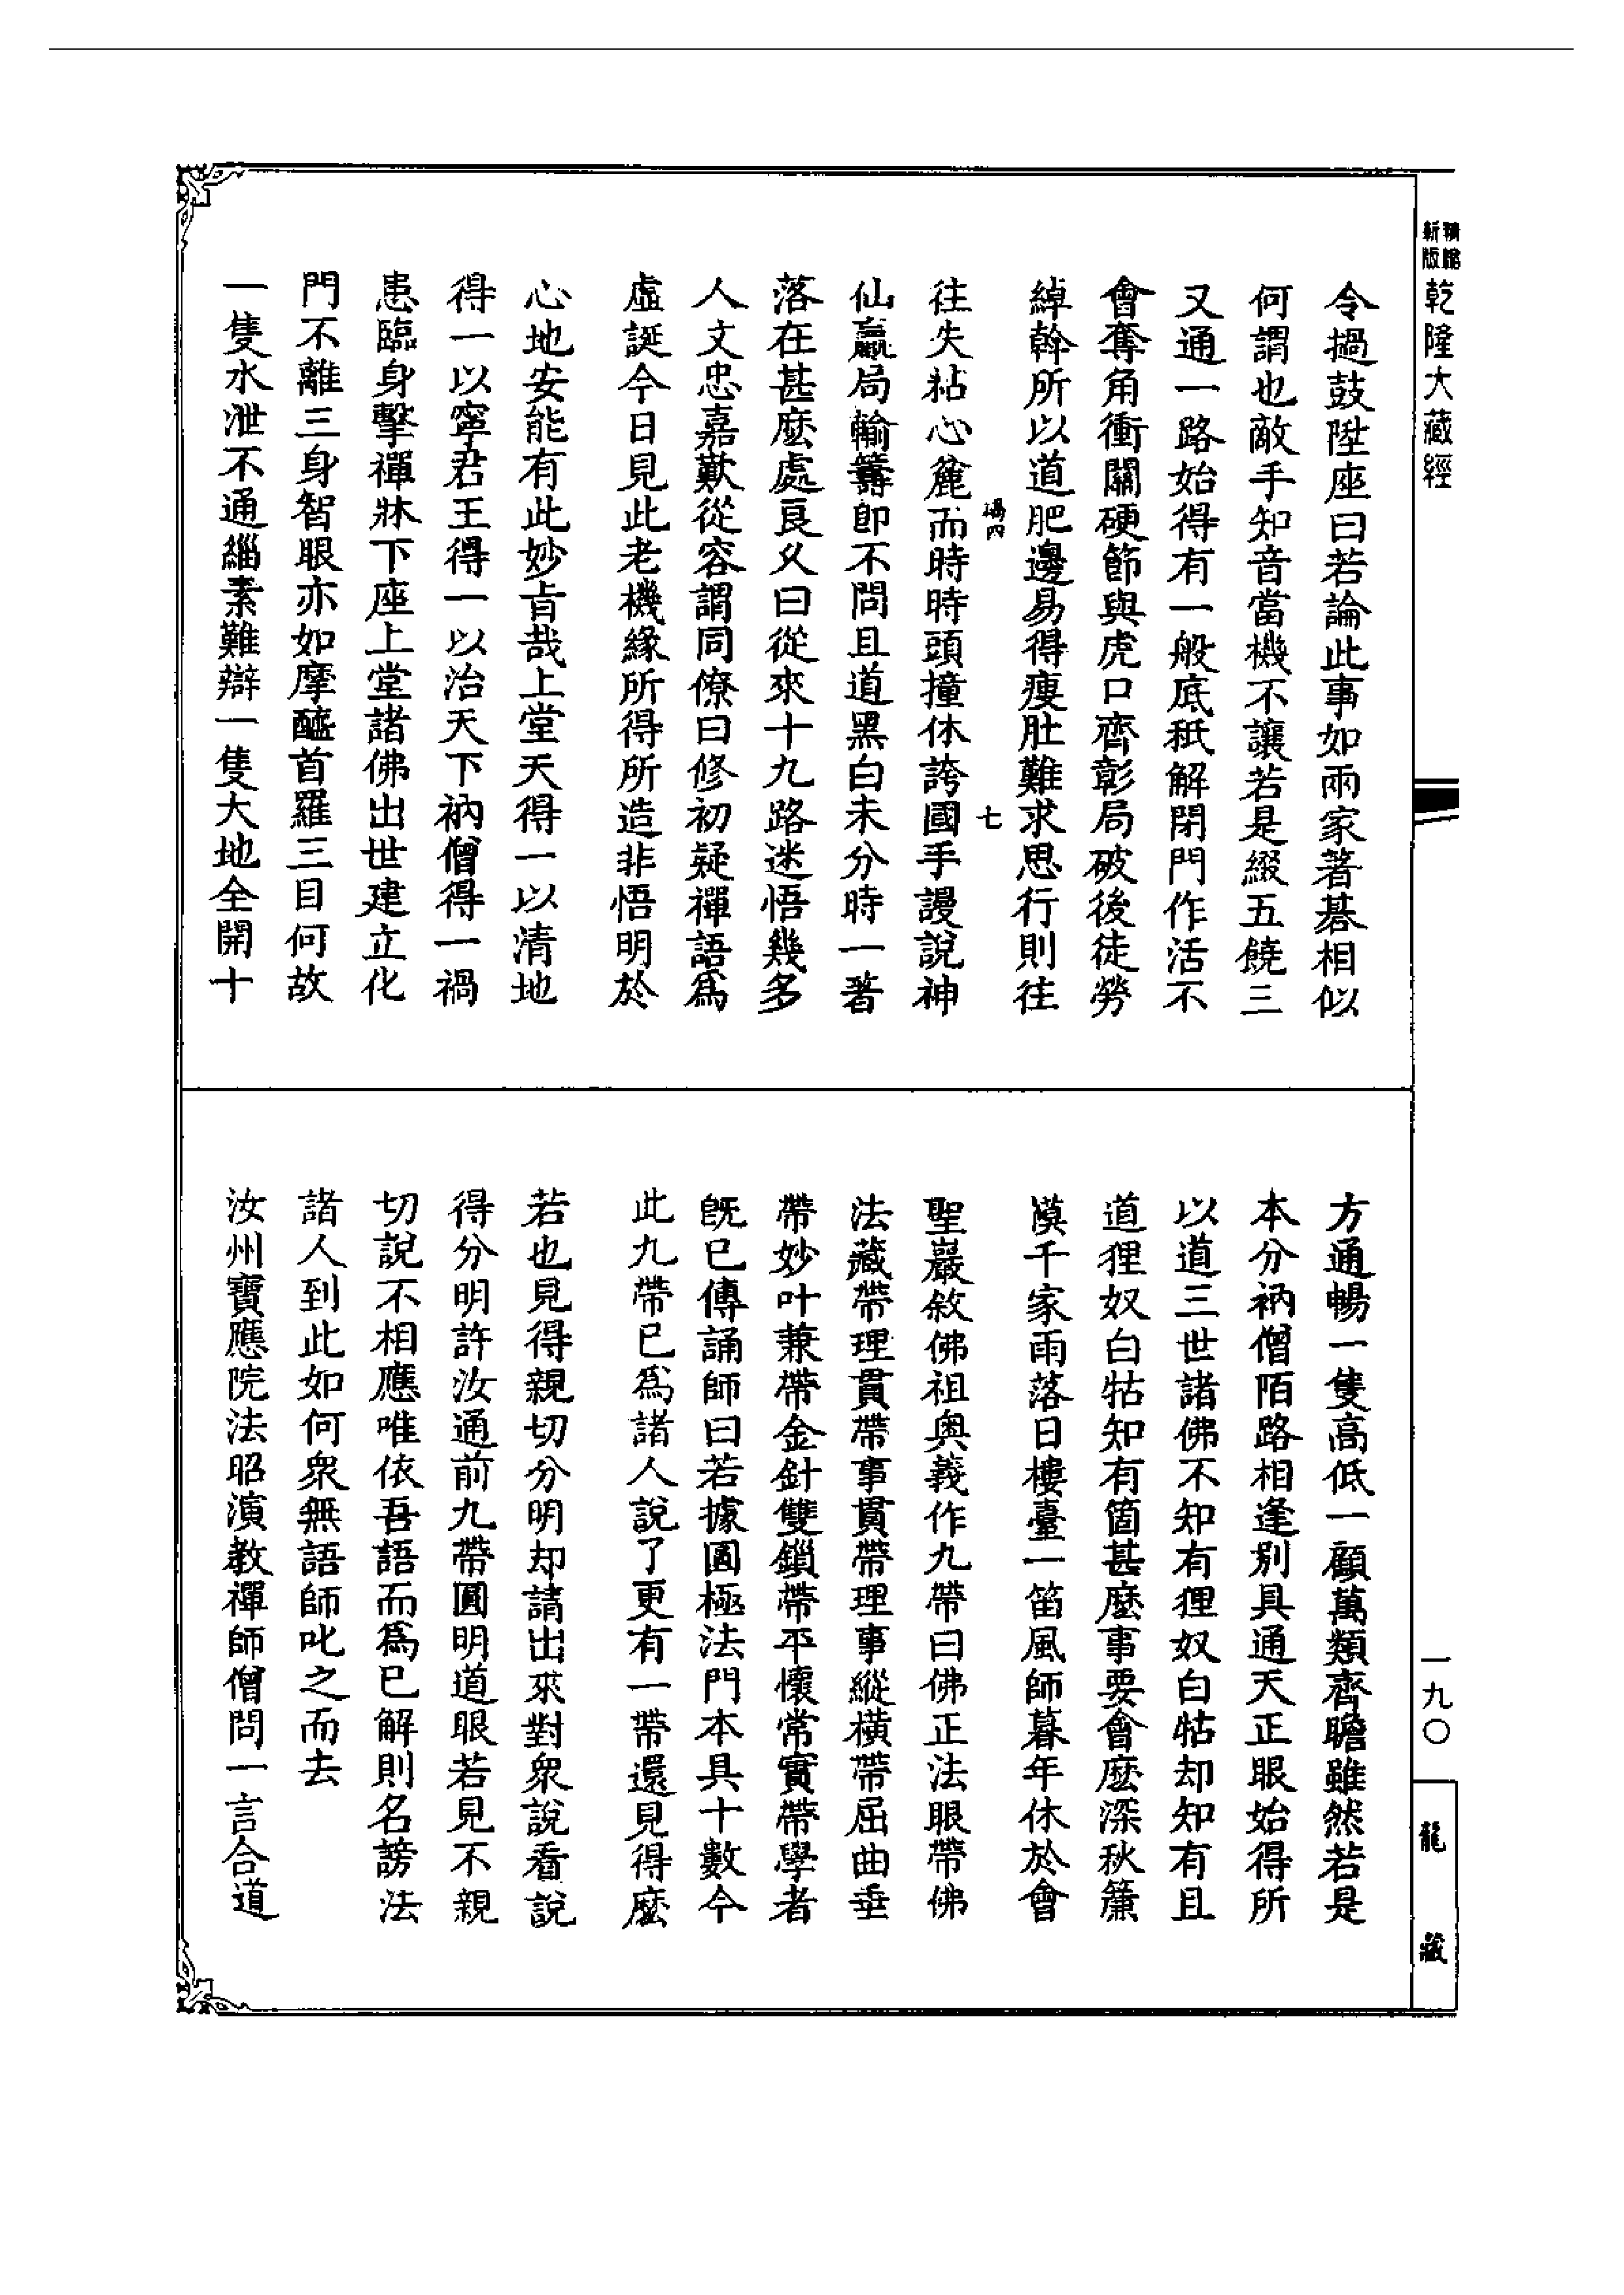 精縮
新版
乾隆大藏經
令撾鼓陞座曰若論此事如兩家著碁相似
何謂也敵手知音當機不讓若是綴五饒三
又通一路始得有一般底秖解閉門作活不
會奪角衝關硬節與虎口齊彰局破後徒勞
綽斡所以道肥邊易得瘦肚難求思行則往
禍四
七
往失粘心麄而時時頭撞休誇國手謾說神
仙贏局輸籌即不問且道黑白未分時一著
落在甚麽處良久曰從來十九路迷悟幾多
人文忠嘉歎從容謂同僚曰修初疑禪語為
虛誕今日見此老機緣所得所造非悟明於
心地安能有此妙㫖哉上堂天得一以清地
得一以寧君王得一以治天下衲僧得一禍
患臨身擊禪牀下座上堂諸佛出世建立化
門不離三身智眼亦如摩醯首羅三目何故
一隻水泄不通緇素難辯一隻大地全開十
方通暢一隻高低一顧萬類齊瞻雖然若是
本分衲僧陌路相逢別具通天正眼始得所
以道三世諸佛不知有狸奴白牯却知有且
道狸奴白牯知有箇甚麽事要會麽深秋簾
漠千家雨落日樓臺一笛風師暮年休於會
聖巖敘佛祖奧義作九帶曰佛正法眼帶佛
法藏帶理貫帶事貫帶理事縱橫帶屈曲垂
帶妙叶兼帶金針雙鎖帶平懷常實帶學者
既已傳誦師曰若據圓極法門本具十數今
此九帶已為諸人說了更有一帶還見得麽
若也見得親切分明却請出來對衆說看說
得分明許汝通前九帶圓明道眼若見不親
切說不相應唯依吾語而為已解則名謗法
諸人到此如何衆無語師叱之而去
汝州寶應院法昭演教禪師僧問一言合道
一九〇
龍藏